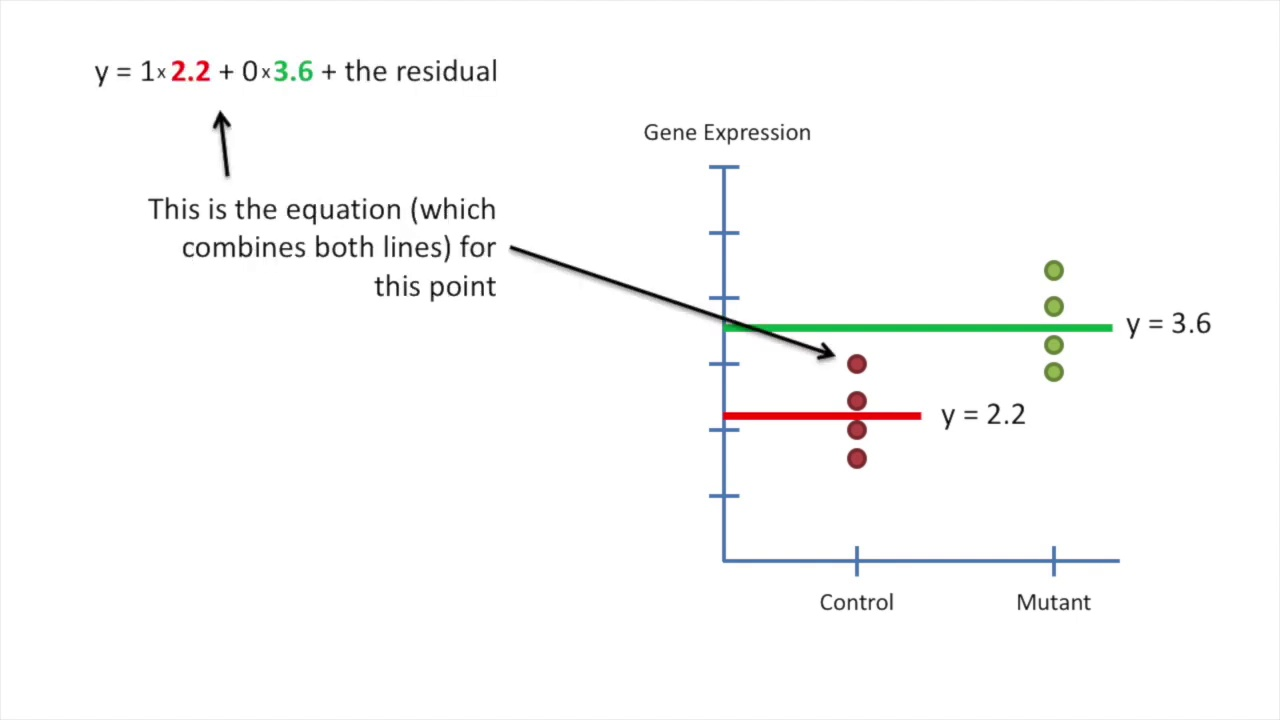 y = 1×2.2 + 0×3.6 + the residual
This is the equation (which
combines both lines) for
this point
Gene Expression
y = 3.6
y = 2.2
Control
Mutant